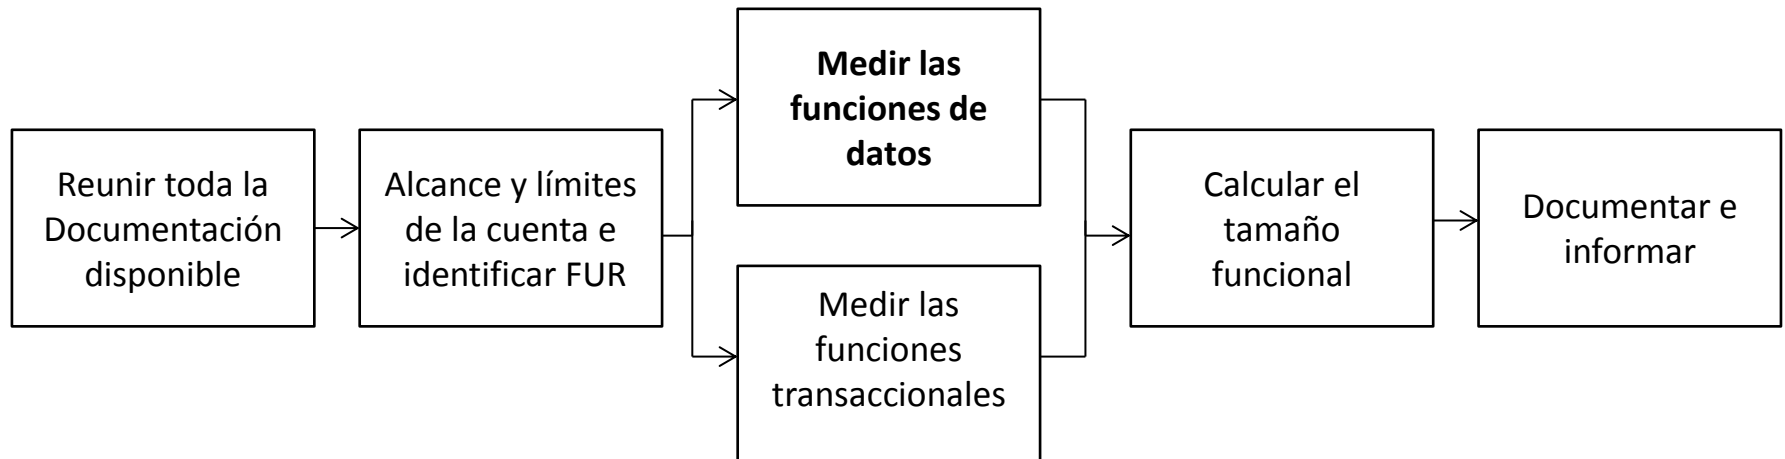 Reunir toda la
Documentación
disponible
Alcance y límites
de la cuenta e
identificar FUR
Medir las
funciones de
datos
Medir las
funciones
transaccionales
Calcular el
tamaño
funcional
Documentar e
informar